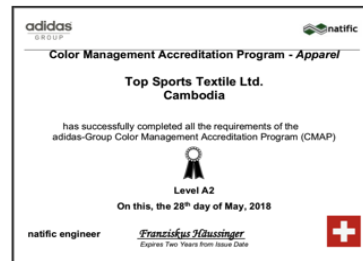 adidas
GROUP
natific
Color Management Accreditation Program - Apparel
Top Sports Textile Ltd.
Cambodia
has successfully completed all the requirements of the
adidas-Group Color Management Accreditation Program (CMAP)
Level A2
On this, the 28th day of May, 2018
natific engineer
Franziskus Häussinger
Expires Two Years from Issue Date